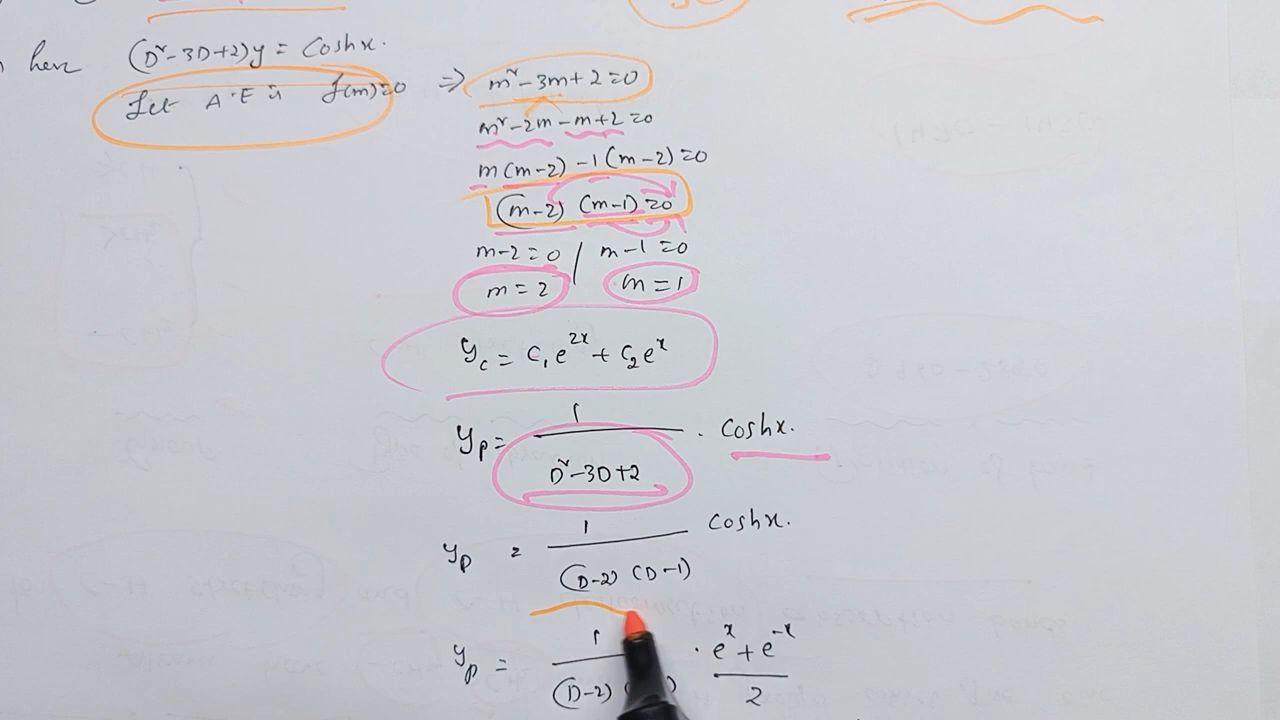 here (D²-3D+2)y = Coshx.
Let A.E is f(m)=0 ⇒ m²-3m+2=0
m²-2m-m+2=0
m(m-2)-1(m-2)=0
(m-2) (m-1)=0
m-2=0 / m-1=0
m=2 m=1
y_c = C₁e^{2x} + C₂e^x
y_p = 1/(D²-3D+2) . Coshx.
y_p = 1/((D-2)(D-1)) Coshx.
y_p = 1/((D-2) . (e^x+e^{-x})/2